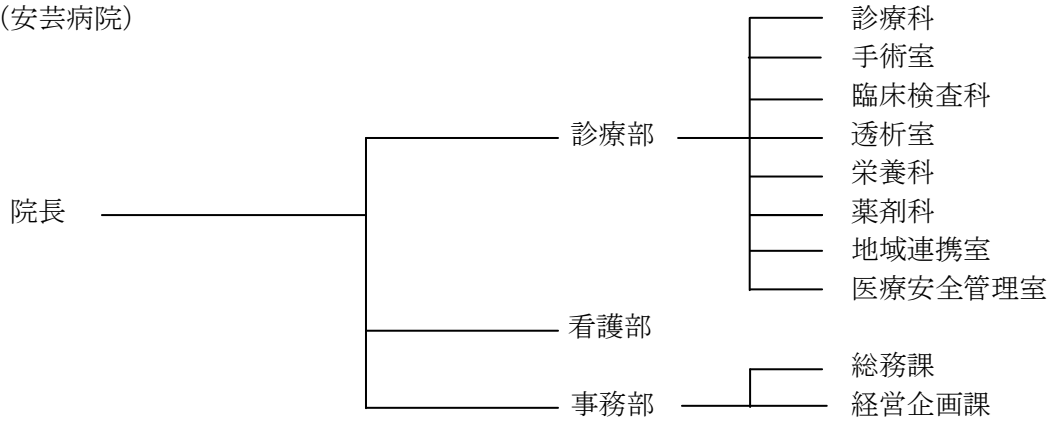 (安芸病院)
診療科
手術室
臨床検査科
診療部
透析室
栄養科
院長
薬剤科
地域連携室
医療安全管理室
看護部
総務課
事務部
経営企画課